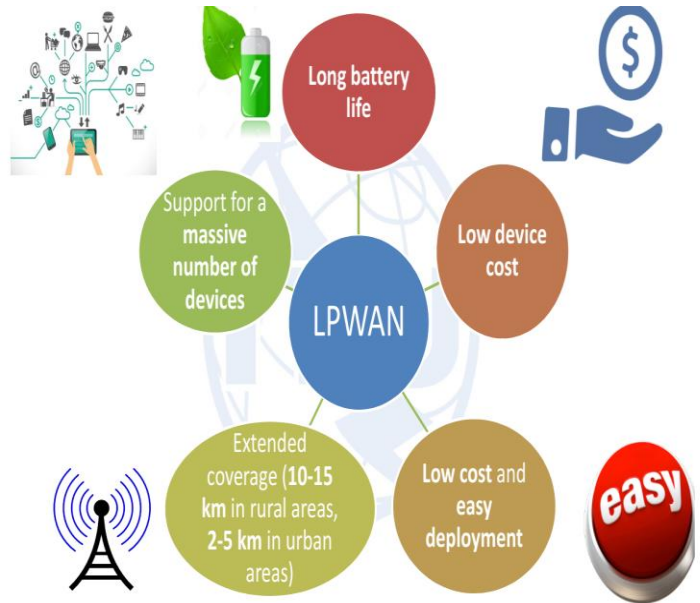 Long battery
life
Support for a
massive
number of
devices
Low device
cost
LPWAN
Extended
coverage (10-15
km in rural areas,
2-5 km in urban
areas)
Low cost and
easy
deployment
easy